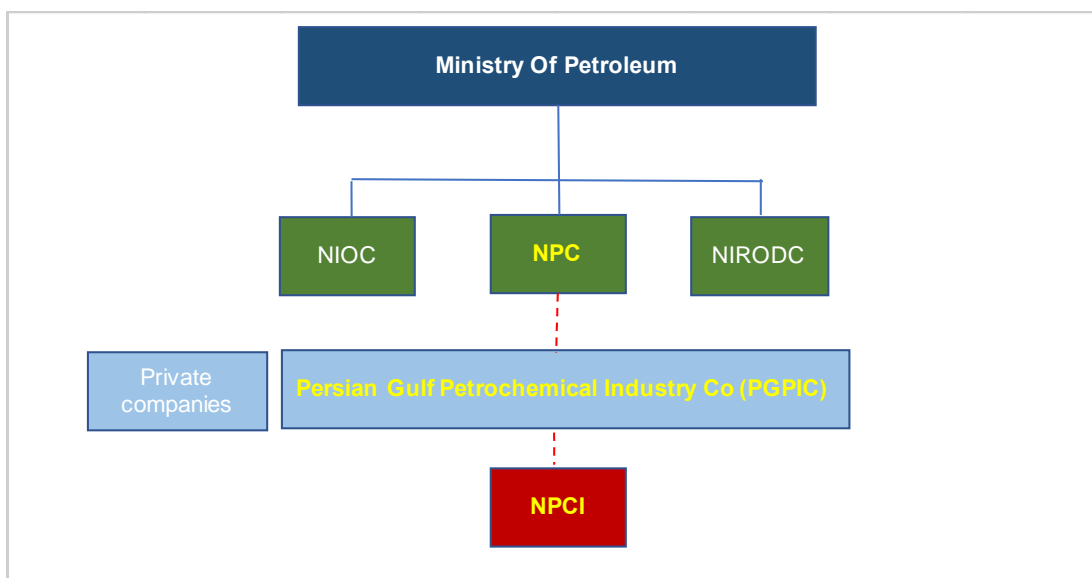 Ministry Of Petroleum
NIOC
NPC
NIRODC
Private
companies
Persian Gulf Petrochemical Industry Co (PGPIC)
NPCI